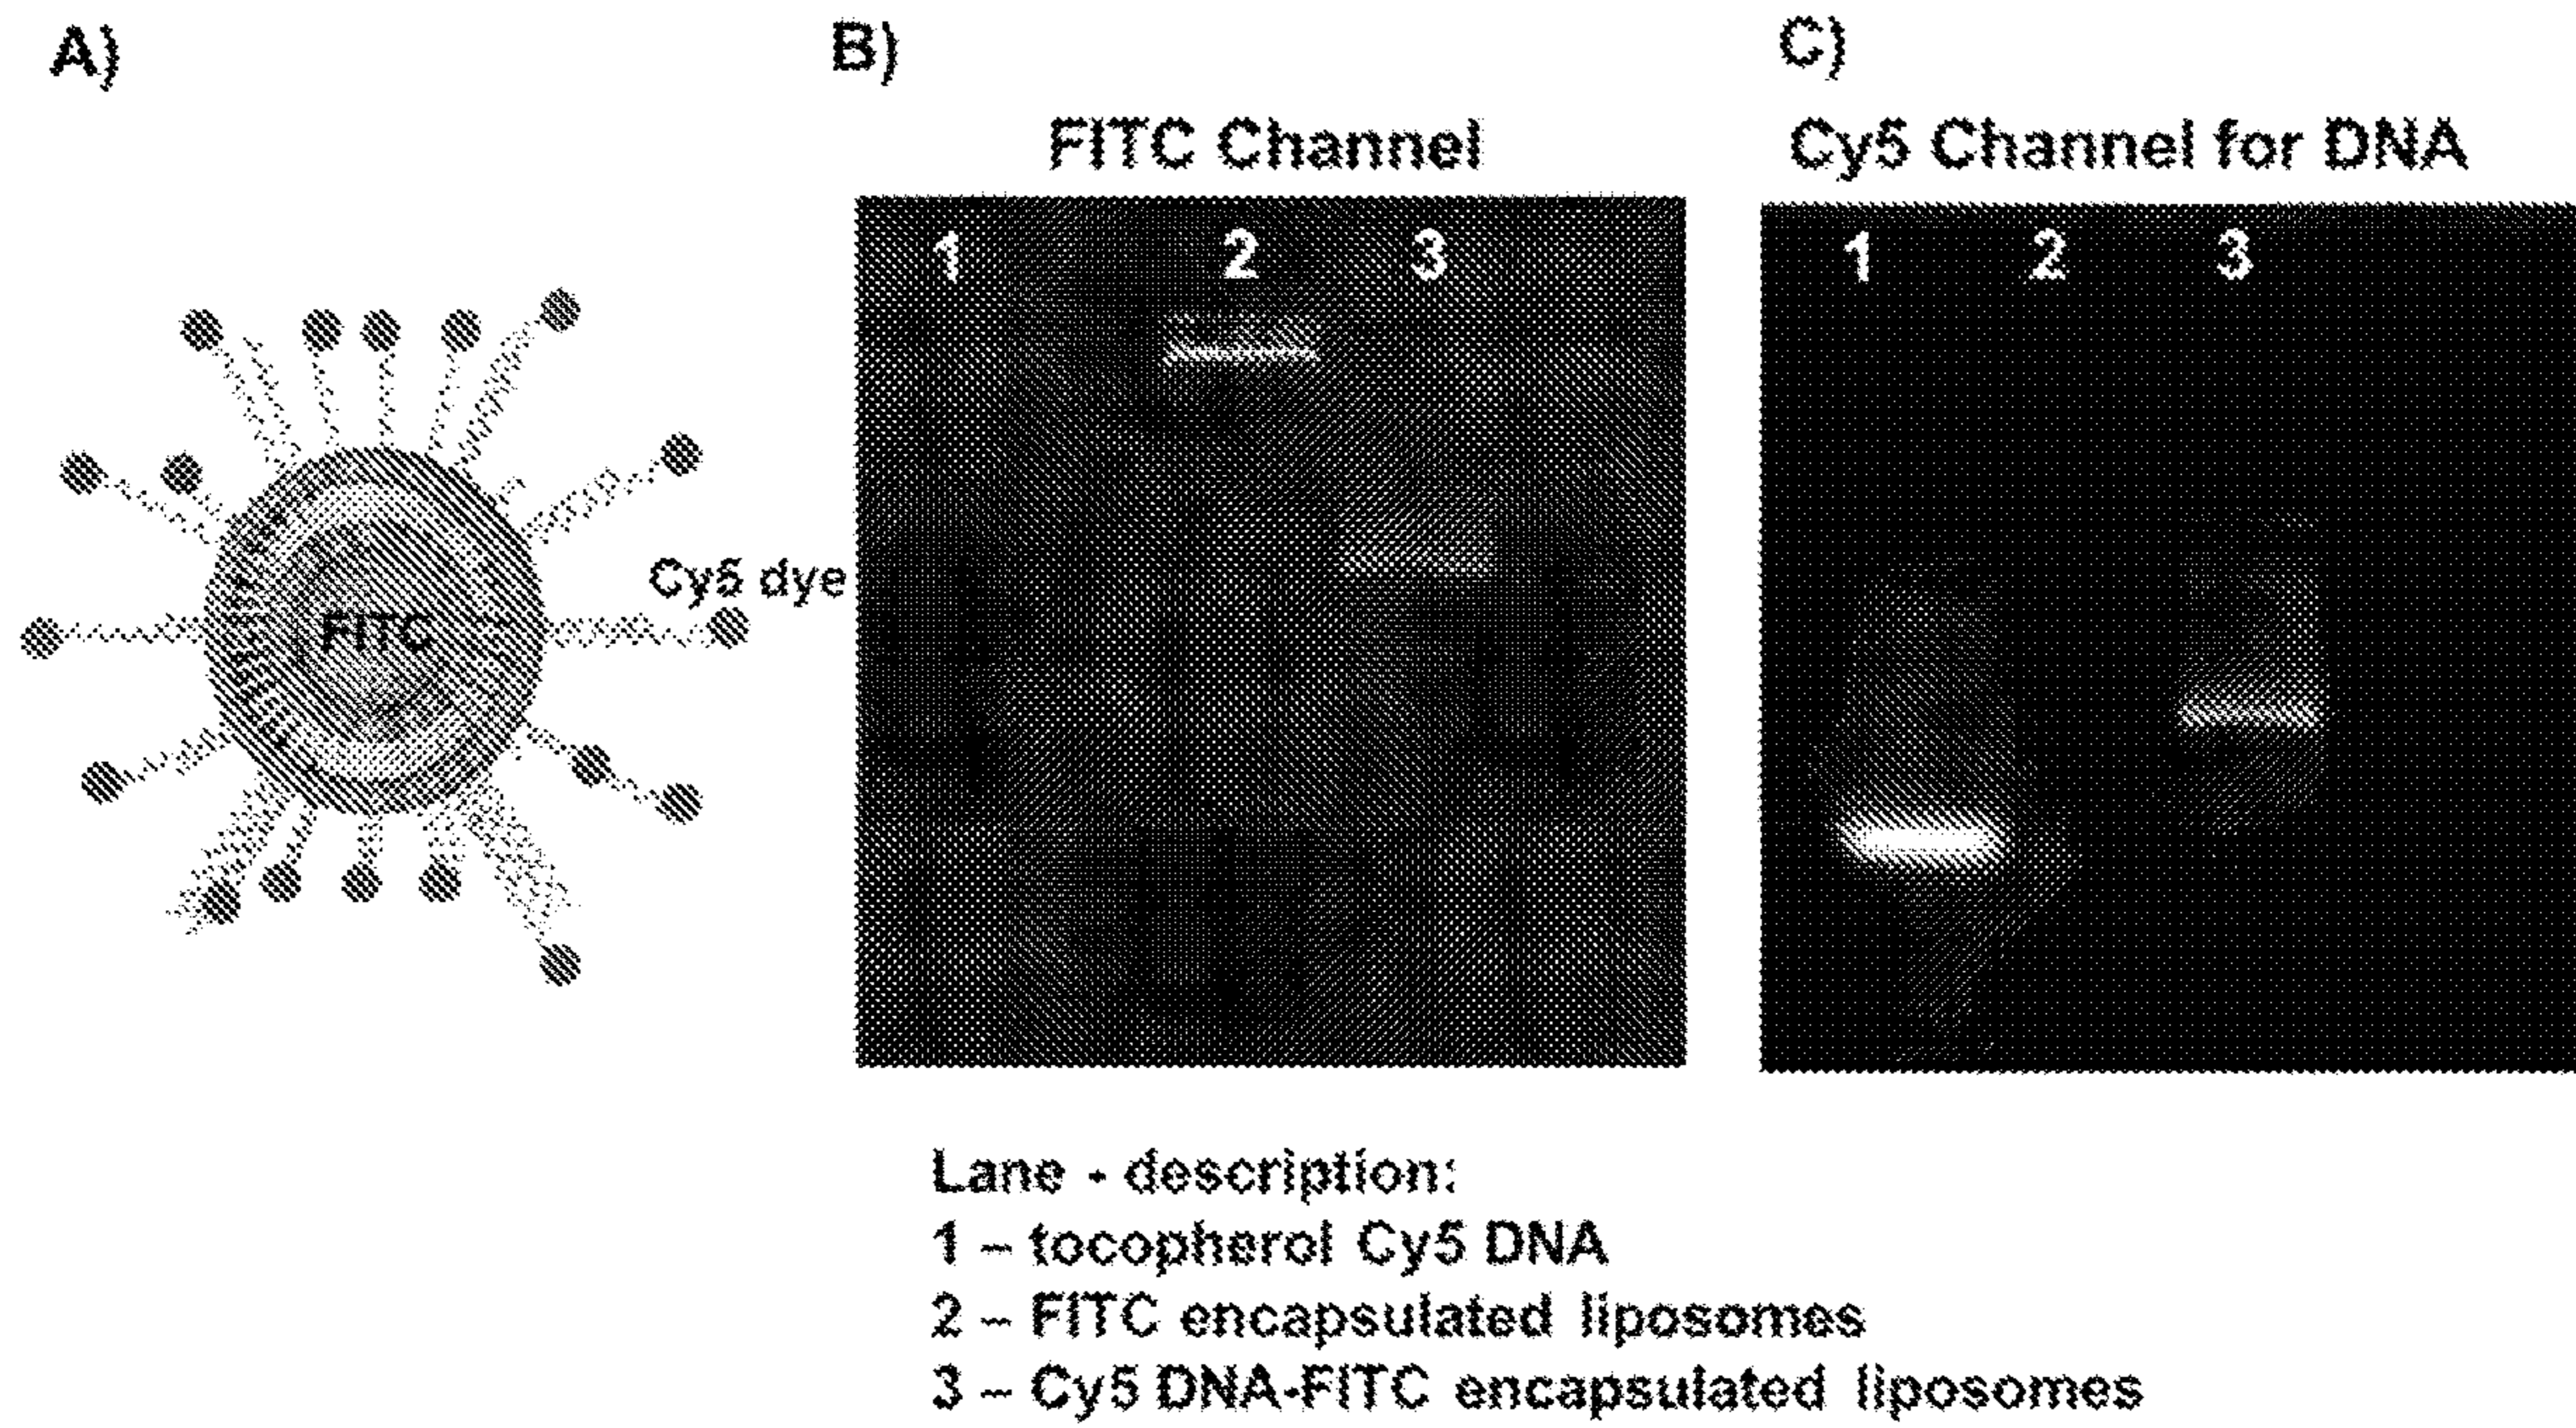 A)
B)
C)
FITC Channel
Cy5 Channel for DNA
1 2 3
1 2 3
FITC
Cy5 dye
Lane - description:
1 – tocopherol Cy5 DNA
2 – FITC encapsulated liposomes
3 – Cy5 DNA-FITC encapsulated liposomes